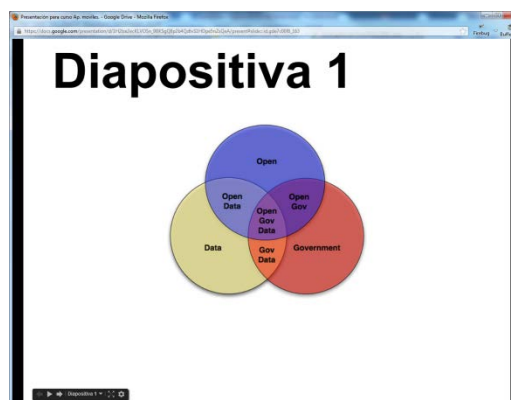 Presentación para curso Ap. moviles. - Google Drive - Mozilla Firefox
Diapositiva 1
Open
Open
Data
Open
Gov
Open
Gov
Data
Data
Gov
Data
Government
Diapositiva 1